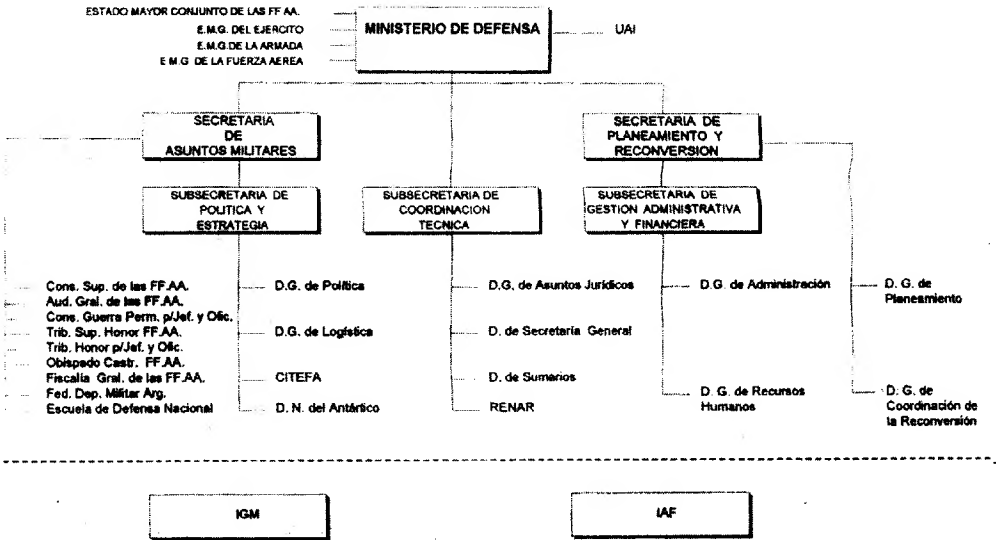 ESTADO MAYOR CONJUNTO DE LAS FF AA.
E.M.G. DEL EJERCITO
E.M.G. DE LA ARMADA
E M.G. DE LA FUERZA AEREA
MINISTERIO DE DEFENSA
UAI
SECRETARIA
DE
ASUNTOS MILITARES
SECRETARIA DE
PLANEAMIENTO Y
RECONVERSION
SUBSECRETARIA DE
POLITICA Y
ESTRATEGIA
SUBSECRETARIA DE
COORDINACION
TECNICA
SUBSECRETARIA DE
GESTION ADMINISTRATIVA
Y FINANCIERA
Cons. Sup. de las FF.AA.
Aud. Gral. de las FF.AA.
Cons. Guerra Perm. p/Jef. y Ofic.
Trib. Sup. Honor FF.AA.
Trib. Honor p/Jef. y Ofic.
Obispado Castr. FF.AA.
Fiscalía Gral. de las FF.AA.
Fed. Dep. Militar Arg.
Escuela de Defensa Nacional
D.G. de Política
D.G. de Logística
CITEFA
D. N. del Antártico
D.G. de Asuntos Jurídicos
D. de Secretaría General
D. de Sumarios
RENAR
D.G. de Administración
D. G. de Recursos
Humanos
D. G. de
Planeamiento
D. G. de
Coordinación de
la Reconversión
IGM
IAF